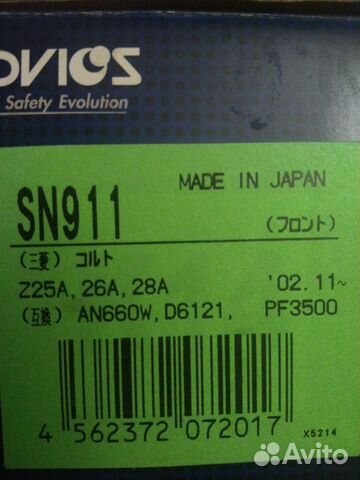 DVICS
Safety Evolution
MADE IN JAPAN
SN911
(フロント)
(三菱) コルト
Z25A, 26A, 28A '02.11~
(互換) AN660W, D6121, PF3500
4 562372 072017
X5214
Avito